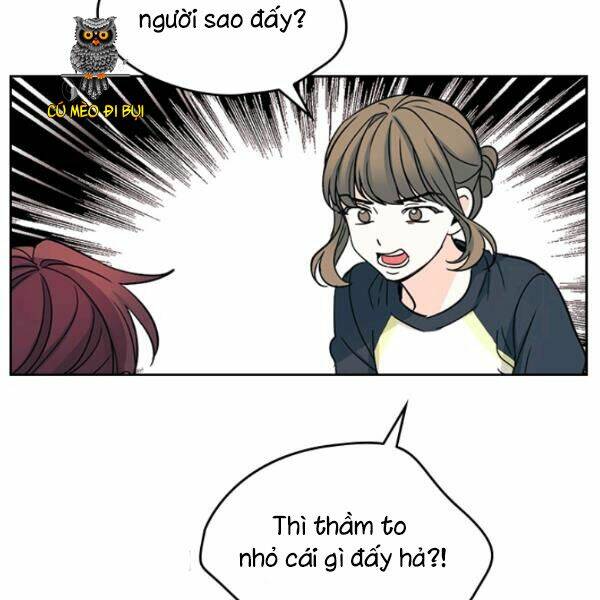 người sao đấy?
CÚ MÈO ĐI BỤI
Thì thầm to
nhỏ cái gì đấy hả?!